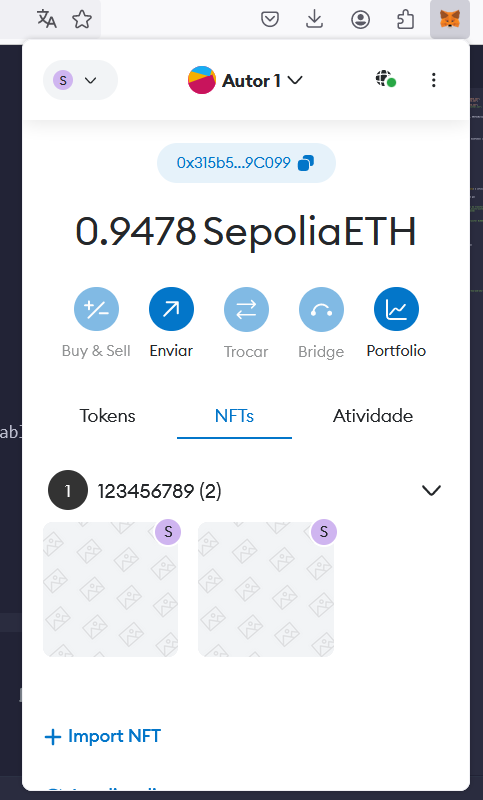 S
Autor 1
0x315b5...9C099
0.9478 SepoliaETH
Buy & Sell
Enviar
Trocar
Bridge
Portfolio
Tokens
NFTs
Atividade
1
123456789 (2)
S
S
+ Import NFT